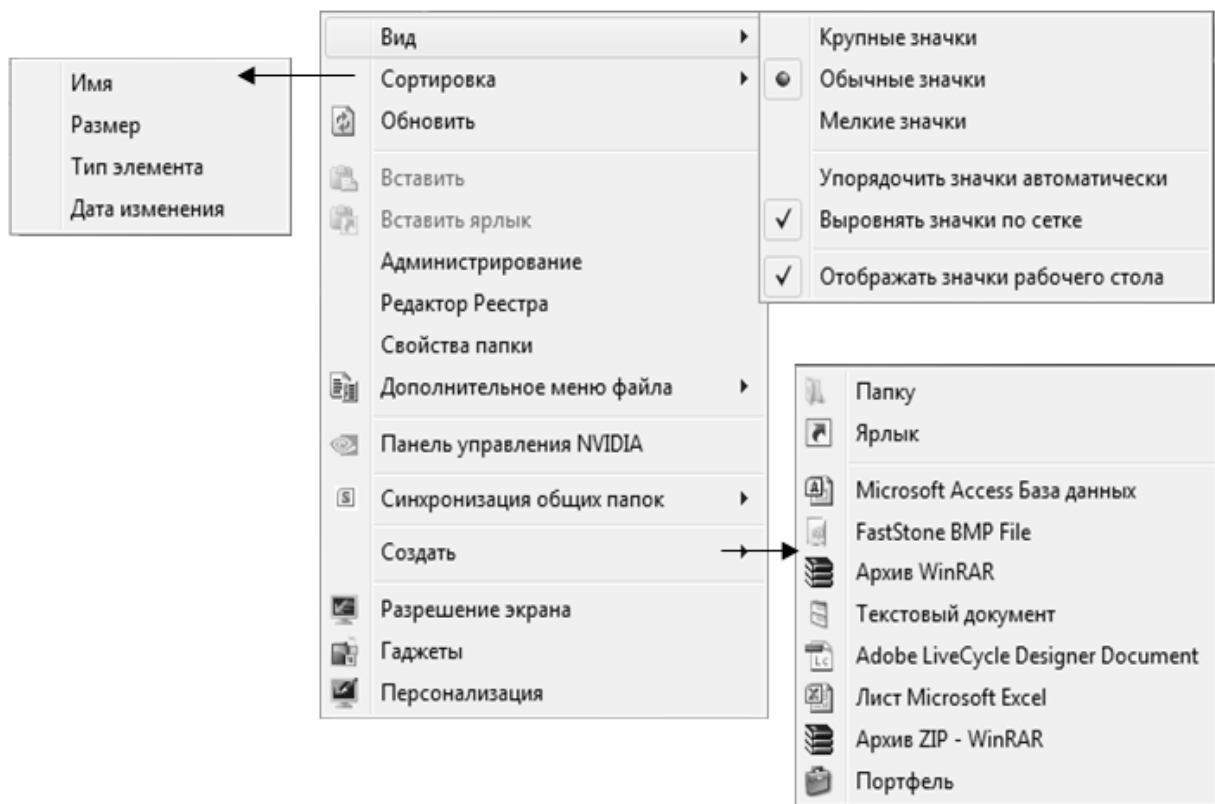 Вид
Сортировка
Обновить
Вставить
Вставить ярлык
Администрирование
Редактор Реестра
Свойства папки
Дополнительное меню файла
Панель управления NVIDIA
S
Синхронизация общих папок
Создать
Разрешение экрана
Гаджеты
Персонализация
Имя
Размер
Тип элемента
Дата изменения
Крупные значки
Обычные значки
Мелкие значки
Упорядочить значки автоматически
Выровнять значки по сетке
Отображать значки рабочего стола
Папку
Ярлык
Microsoft Access База данных
FastStone BMP File
Архив WinRAR
Текстовый документ
Adobe LiveCycle Designer Document
Лист Microsoft Excel
Архив ZIP - WinRAR
Портфель